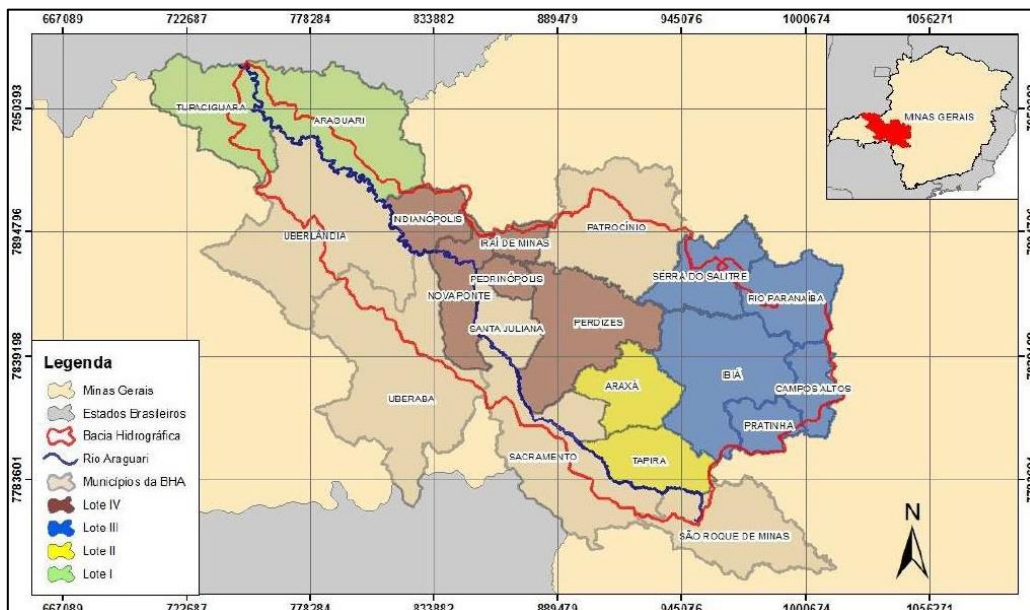 667089 722687 778284 833882 889479 945076 1000674 1056271
MINAS GERAIS
TUPACIGUARA
ARAGUARI
7950393
INDIANÓPOLIS
PATROCÍNIO
UBERLÂNDIA
IRAÍ DE MINAS
7894796
SERRA DO SALITRE
PEDRINÓPOLIS
RIO PARANAÍBA
NOVA PONTE
SANTA JULIANA
PERDIZES
7839198
IBIÁ
ARAXÁ
CAMPOS ALTOS
UBERABA
PRATINHA
SACRAMENTO
TAPIRA
7783601
SÃO ROQUE DE MINAS
N
Legenda
Minas Gerais
Estados Brasileiros
Bacia Hidrográfica
Rio Araguari
Municípios da BHA
Lote IV
Lote III
Lote II
Lote I
667089 722687 778284 833882 889479 945076 1000674 1056271